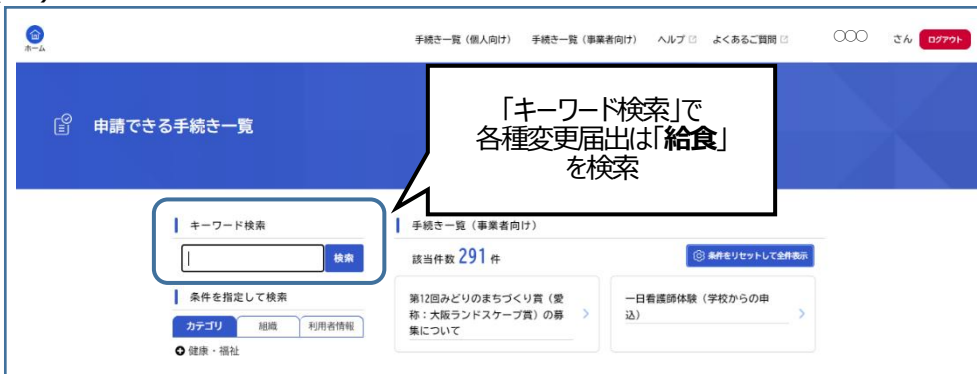 ホーム
手続き一覧（個人向け） 手続き一覧（事業者向け） ヘルプ よくあるご質問 ○○○ さん ログアウト
申請できる手続き一覧
「キーワード検索」で
各種変更届出は「給食」
を検索
キーワード検索
検索
条件を指定して検索
カテゴリ 組織 利用者情報
健康・福祉
手続き一覧（事業者向け）
該当件数 291 件
条件をリセットして全件表示
第12回みどりのまちづくり賞（愛
称：大阪ランドスケープ賞）の募
集について
一日看護師体験（学校からの申
込）